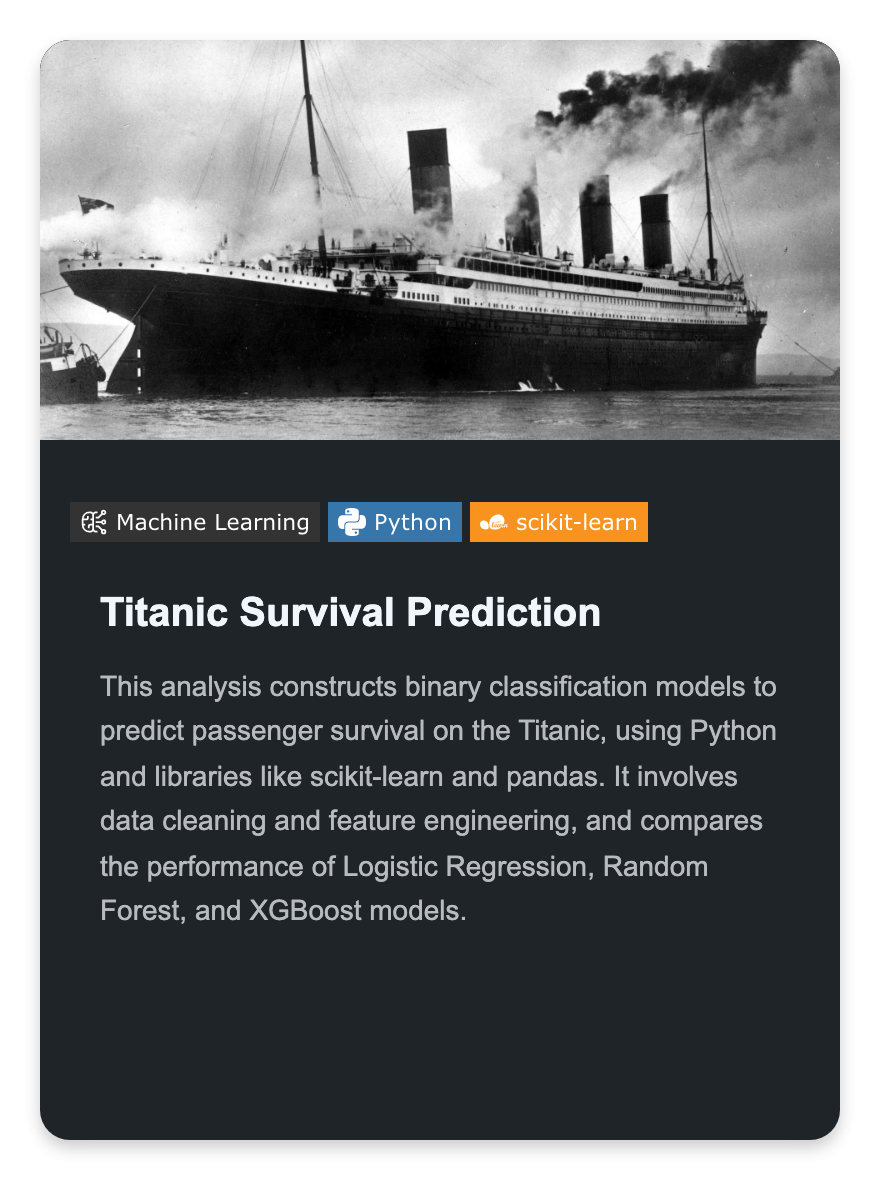 Machine Learning Python scikit-learn
Titanic Survival Prediction
This analysis constructs binary classification models to
predict passenger survival on the Titanic, using Python
and libraries like scikit-learn and pandas. It involves
data cleaning and feature engineering, and compares
the performance of Logistic Regression, Random
Forest, and XGBoost models.